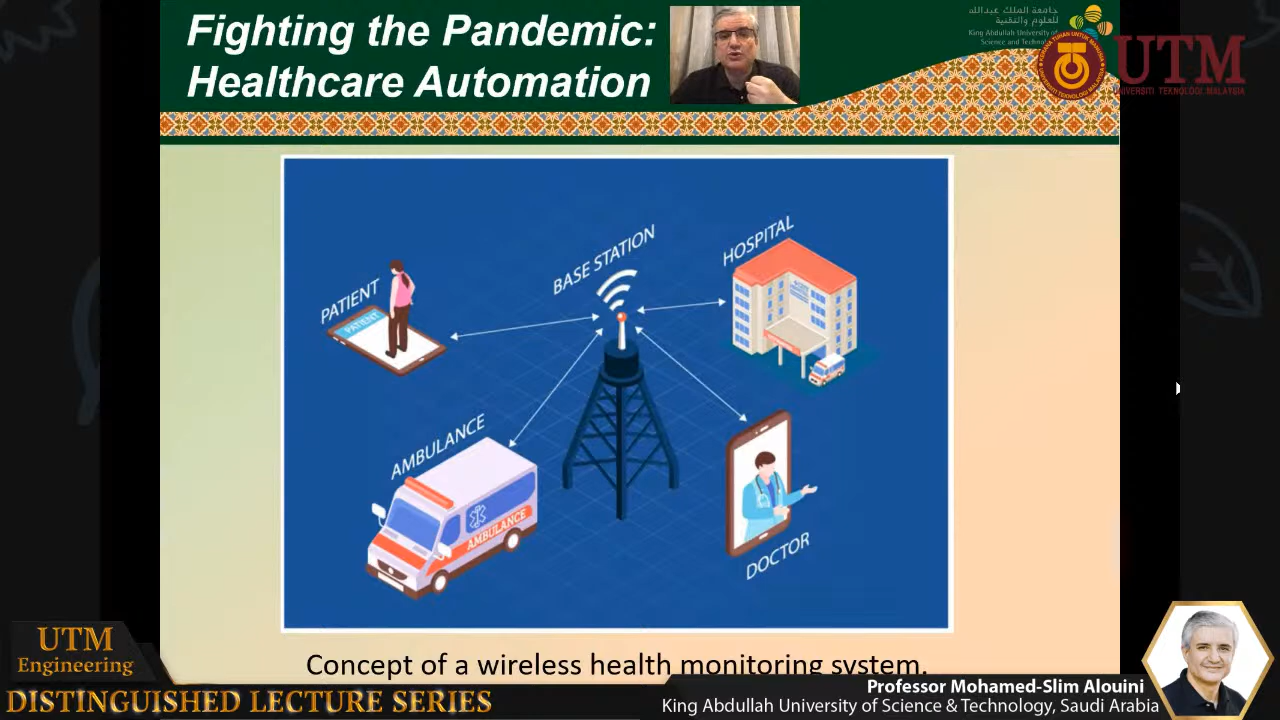 Fighting the Pandemic:
Healthcare Automation
جامعة الملك عبدالله
للعلوم والتقنية
King Abdullah University of
Science and Technology
UTM
UNIVERSITI TEKNOLOGI MALAYSIA
BASE STATION
HOSPITAL
PATIENT
PATIENT
AMBULANCE
AMBULANCE
DOCTOR
Concept of a wireless health monitoring system.
UTM
Engineering
DISTINGUISHED LECTURE SERIES
Professor Mohamed-Slim Alouini
King Abdullah University of Science & Technology, Saudi Arabia